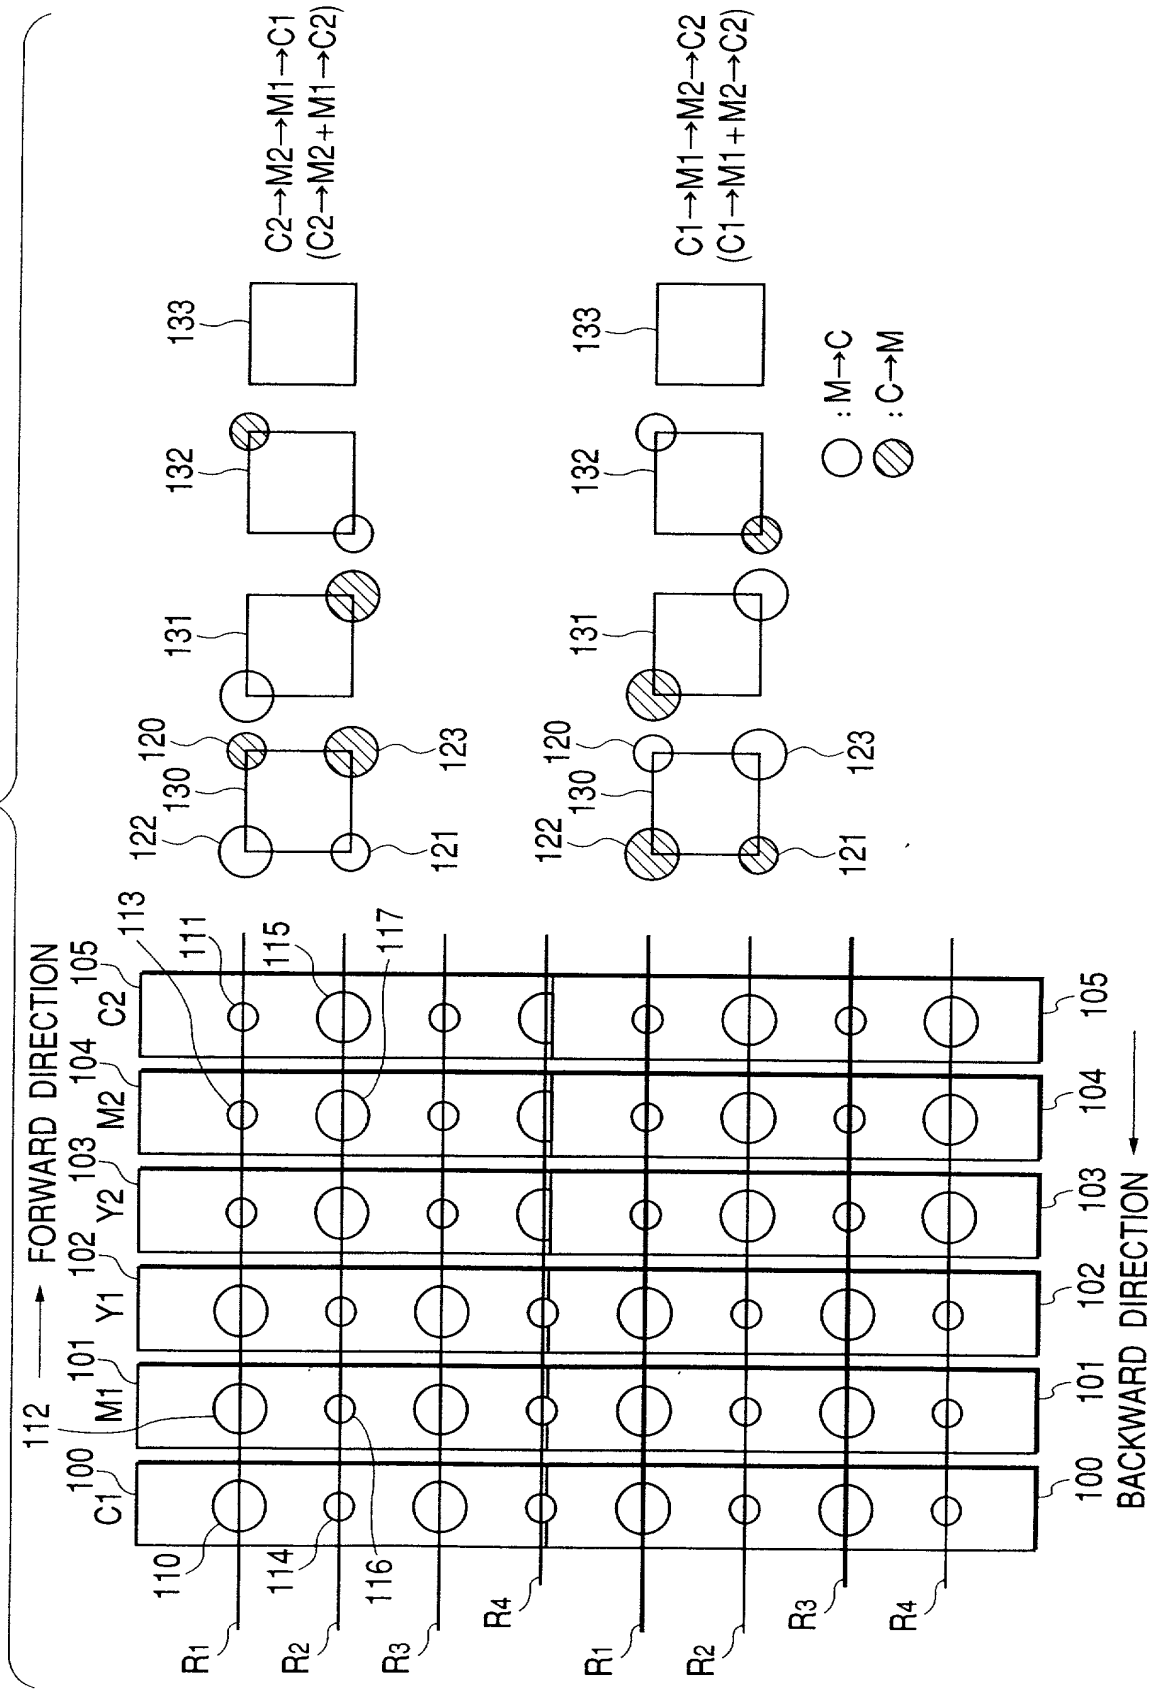 FORWARD DIRECTION
C1 M1 Y1 Y2 M2 C2
100 101 102 103 104 105
112
113
111
115
117
110
114
116
R1
R2
R3
R4
R1
R2
R3
R4
100 101 102 103 104 105
BACKWARD DIRECTION
122 130 120
121 123
131
132
133
C2→M2→M1→C1
(C2→M2+M1→C2)
122 130 120
121 123
131
132
133
C1→M1→M2→C2
(C1→M1+M2→C2)
: M→C
: C→M